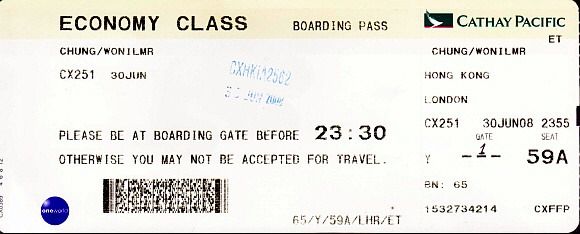 ECONOMY CLASS BOARDING PASS
CHUNG/WONILMR
CX251 30JUN
CXHKG12562
PLEASE BE AT BOARDING GATE BEFORE 23:30
OTHERWISE YOU MAY NOT BE ACCEPTED FOR TRAVEL.
oneworld
65/Y/59A/LHR/ET
CATHAY PACIFIC
ET
CHUNG/WONILMR
HONG KONG
LONDON
CX251 30JUN08 2355
GATE SEAT
Y -1- 59A
BN: 65
1532734214 CXFFP